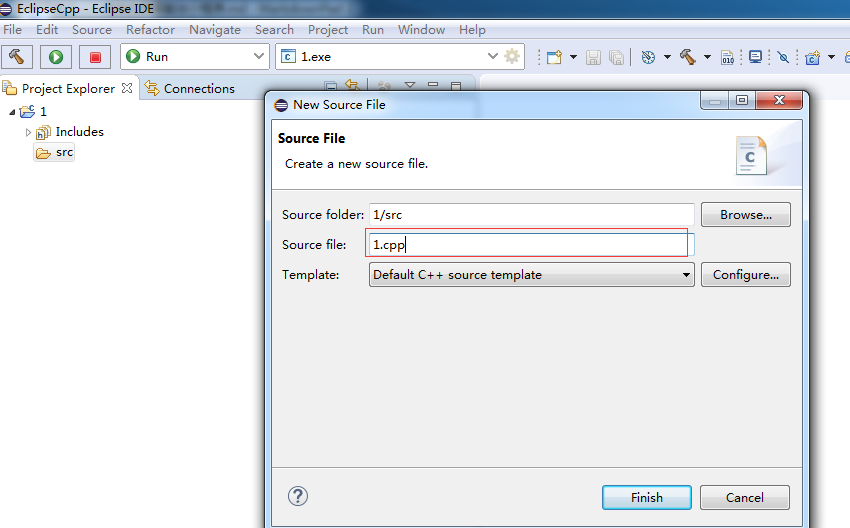 EclipseCpp - Eclipse IDE
File Edit Source Refactor Navigate Search Project Run Window Help
Run 1.exe
Project Explorer Connections
1
Includes
src
New Source File
Source File
Create a new source file.
Source folder: 1/src Browse...
Source file: 1.cpp
Template: Default C++ source template Configure...
Finish Cancel